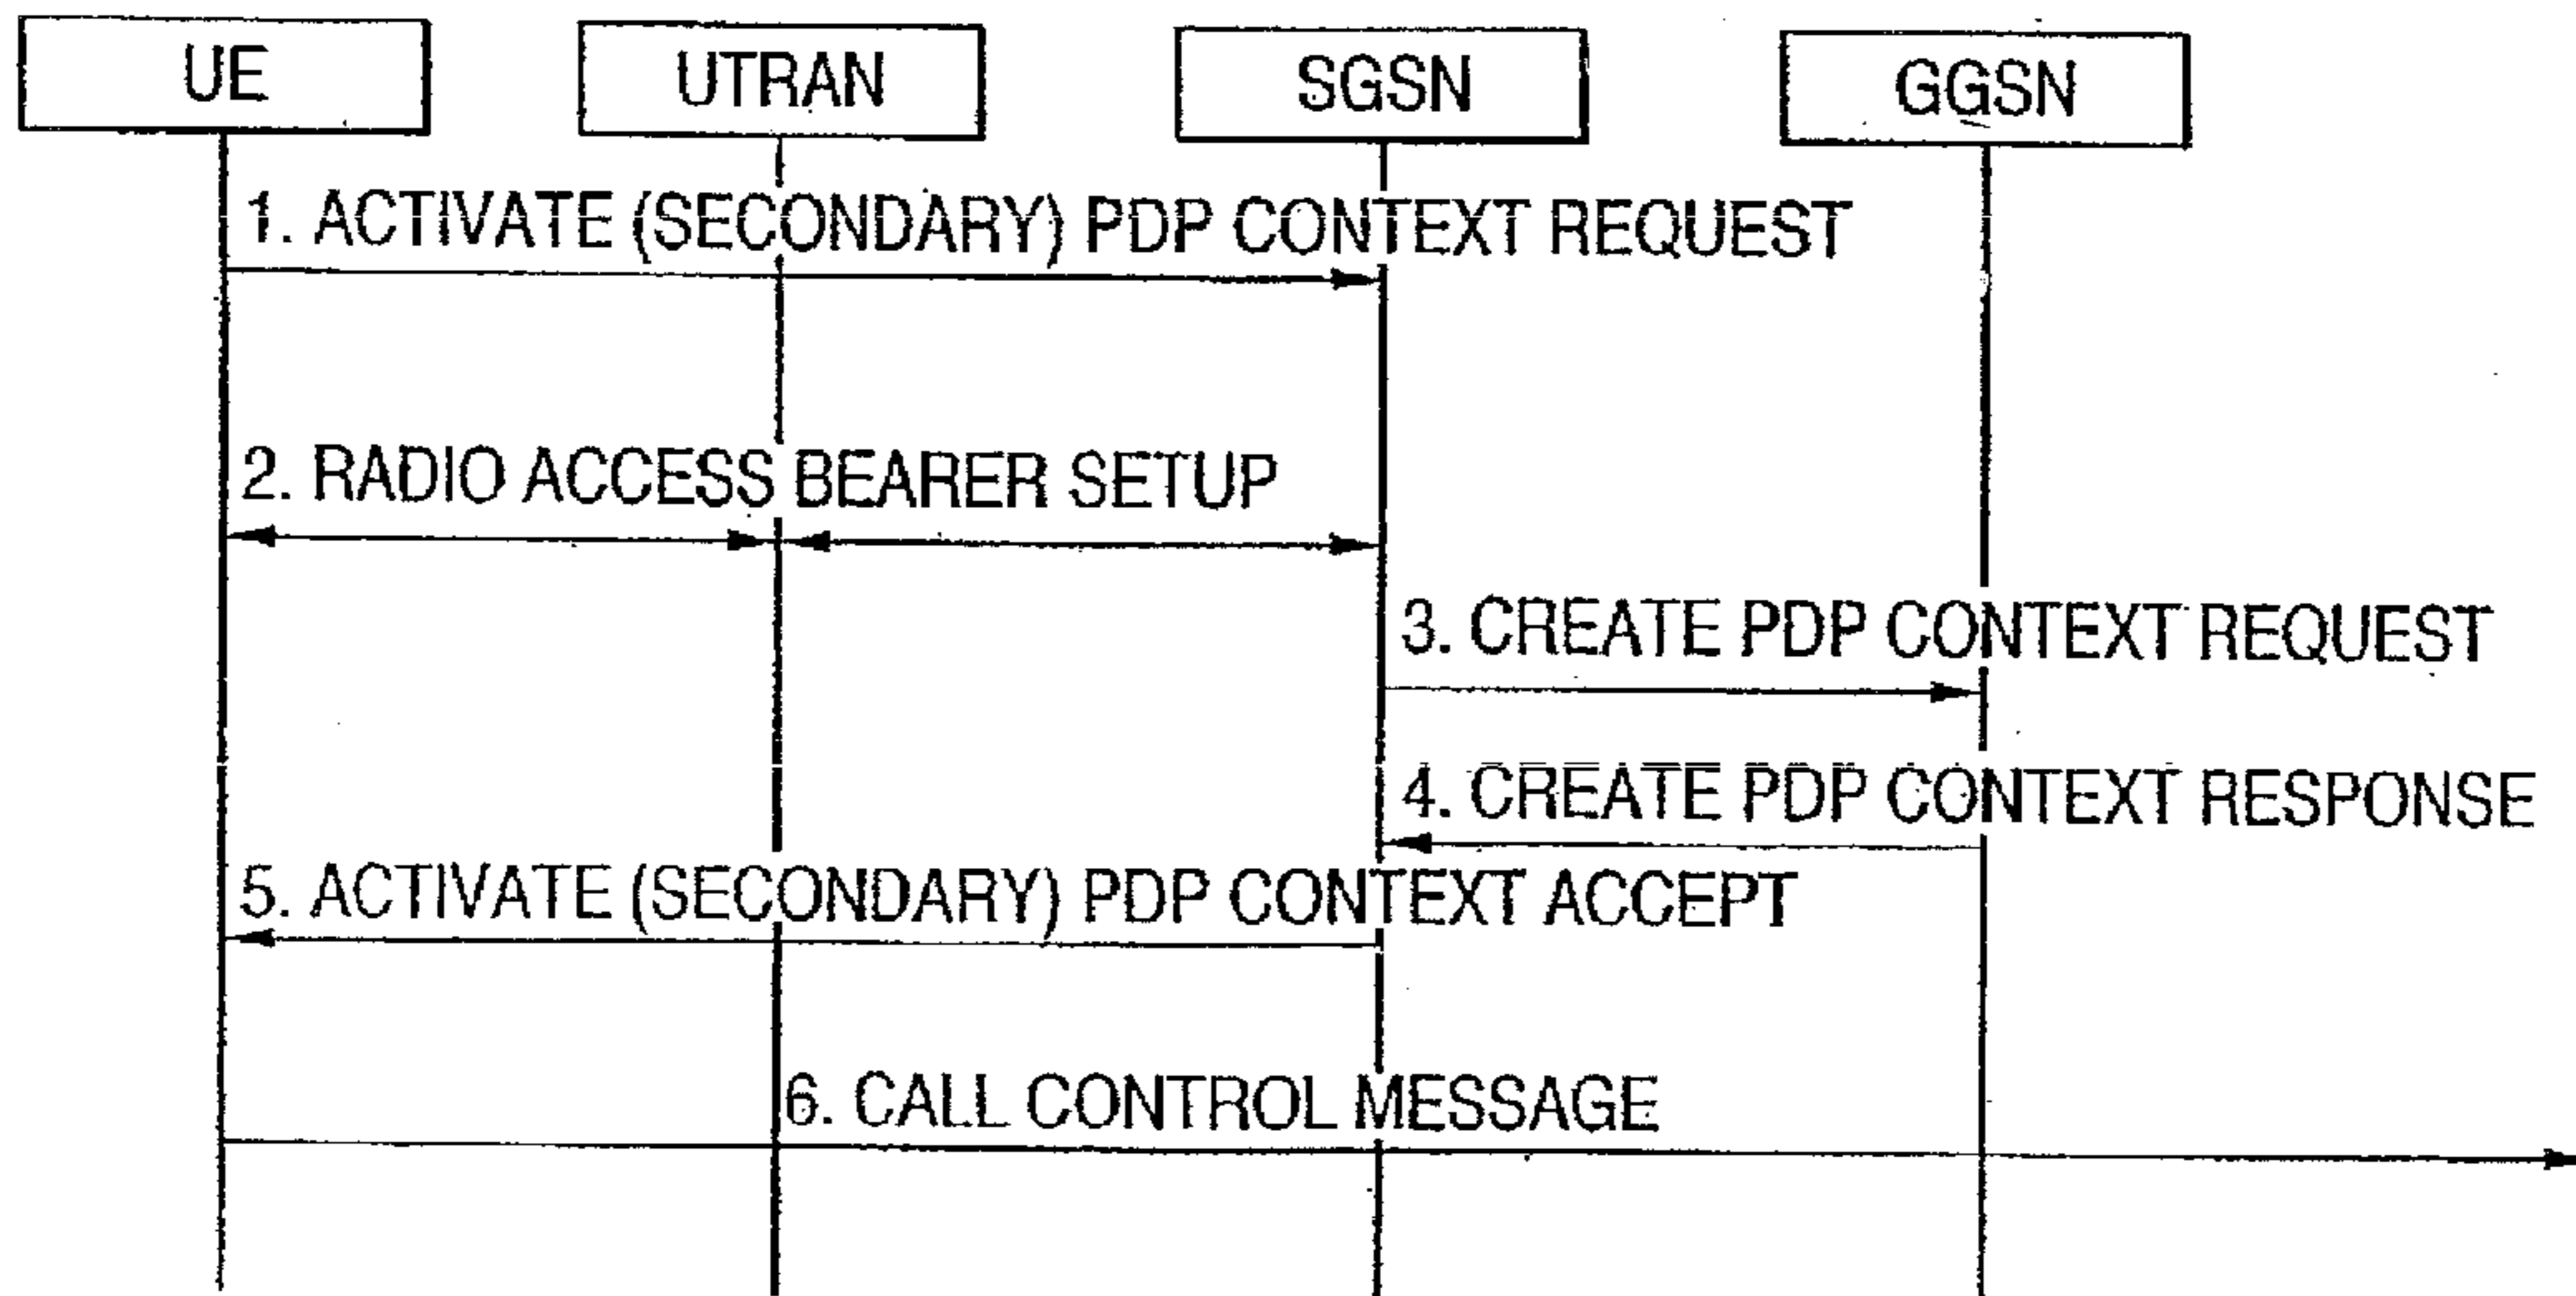 UE
UTRAN
SGSN
GGSN
1. ACTIVATE (SECONDARY) PDP CONTEXT REQUEST
2. RADIO ACCESS BEARER SETUP
3. CREATE PDP CONTEXT REQUEST
4. CREATE PDP CONTEXT RESPONSE
5. ACTIVATE (SECONDARY) PDP CONTEXT ACCEPT
6. CALL CONTROL MESSAGE